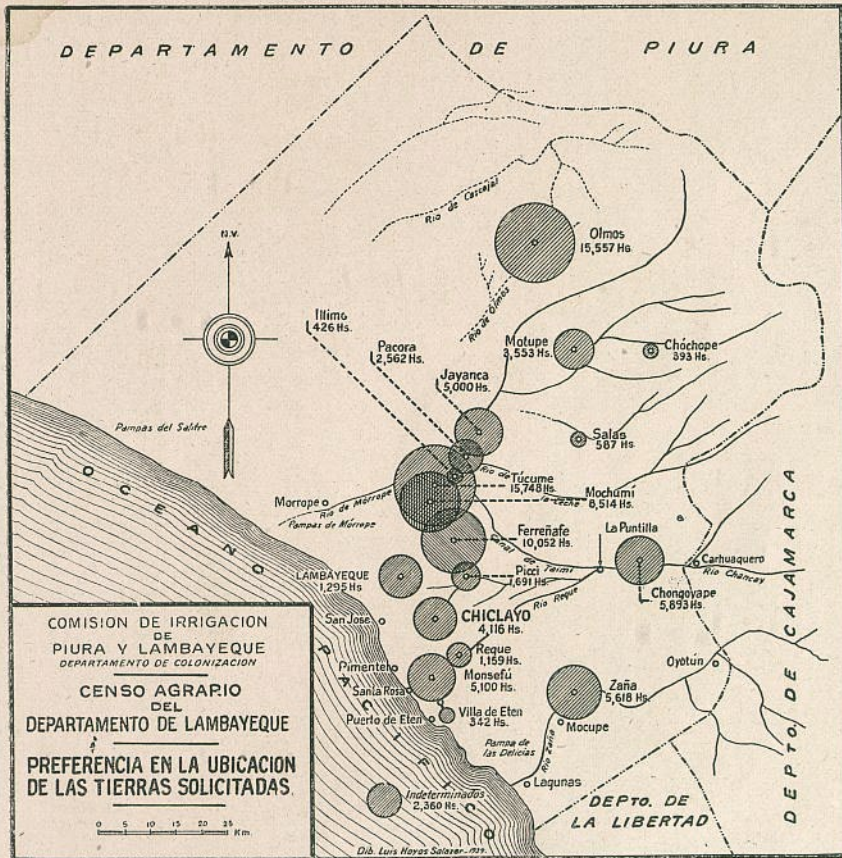 DEPARTAMENTO DE PIURA
Rio de Cascajal
Olmos
15,557 Hs.
N.V.
Rio de Olmos
Illimo
426 Hs.
Pacora
2,562 Hs.
Motupe
3,553 Hs.
Chóchope
393 Hs.
Jayanca
5,000 Hs.
Pampas del Salitre
Salas
587 Hs.
Rio de la Leche
Túcume
15,748 Hs.
Mochumí
8,514 Hs.
Morrope
Rio de Mórrope
Pampas de Mórrope
Ferreñafe
10,052 Hs.
La Puntilla
Canal de Taimi
Carhuaquero
Rio Chancay
LAMBAYEQUE
1,295 Hs
Picci
1,691 Hs.
Chongoyape
5,893 Hs.
Rio Reque
San José
CHICLAYO
4,116 Hs.
Reque
1,159 Hs.
Oyotún
Pimentel
Monsefú
5,100 Hs.
Zaña
5,618 Hs.
Santa Rosa
Puerto de Eten
Villa de Eten
342 Hs.
Mocupe
Pampa de
las Delicias
Rio Zaña
Lagunas
OCEANO PACIFICO
DEPTO. DE CAJAMARCA
DEPTO. DE
LA LIBERTAD
Indeterminados
2,360 Hs.
COMISION DE IRRIGACION
DE
PIURA Y LAMBAYEQUE
DEPARTAMENTO DE COLONIZACION
CENSO AGRARIO
DEL
DEPARTAMENTO DE LAMBAYEQUE
PREFERENCIA EN LA UBICACION
DE LAS TIERRAS SOLICITADAS.
0 5 10 15 20 25
Km.
Dib. Luis Hoyos Salazar-1939.